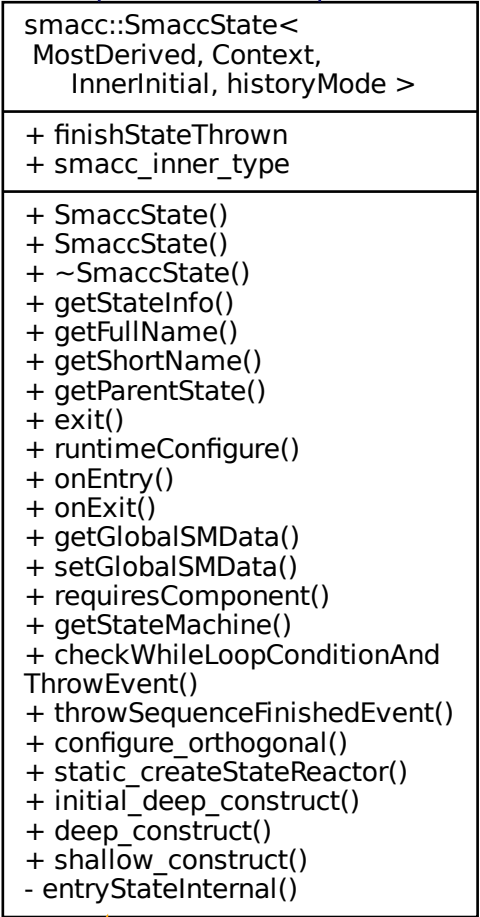 smacc::SmaccState<
MostDerived, Context,
InnerInitial, historyMode >
+ finishStateThrown
+ smacc_inner_type
+ SmaccState()
+ SmaccState()
+ ~SmaccState()
+ getStateInfo()
+ getFullName()
+ getShortName()
+ getParentState()
+ exit()
+ runtimeConfigure()
+ onEntry()
+ onExit()
+ getGlobalSMData()
+ setGlobalSMData()
+ requiresComponent()
+ getStateMachine()
+ checkWhileLoopConditionAnd
ThrowEvent()
+ throwSequenceFinishedEvent()
+ configure_orthogonal()
+ static_createStateReactor()
+ initial_deep_construct()
+ deep_construct()
+ shallow_construct()
- entryStateInternal()